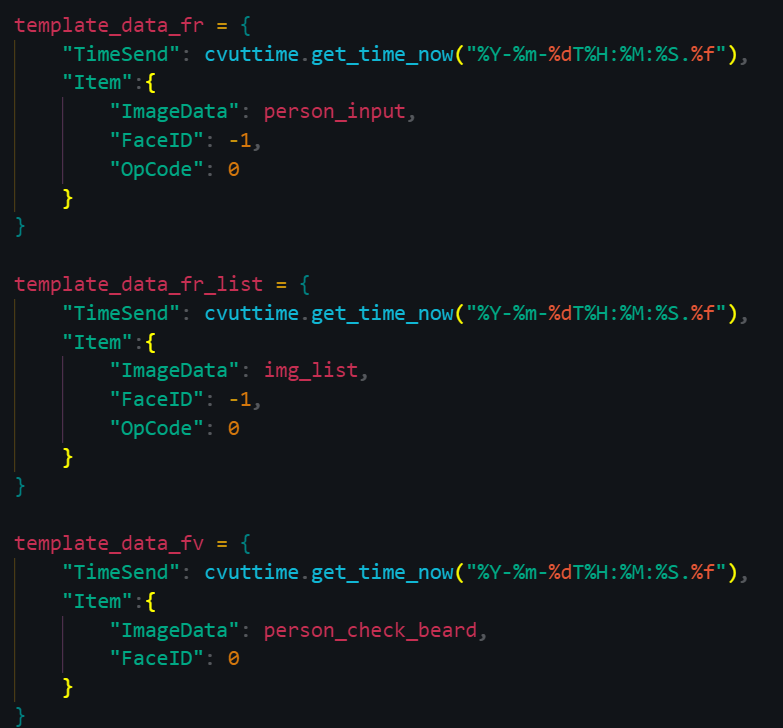 template_data_fr = {
    "TimeSend": cvuttime.get_time_now("%Y-%m-%dT%H:%M:%S.%f"),
    "Item":{
        "ImageData": person_input,
        "FaceID": -1,
        "OpCode": 0
    }
}

template_data_fr_list = {
    "TimeSend": cvuttime.get_time_now("%Y-%m-%dT%H:%M:%S.%f"),
    "Item":{
        "ImageData": img_list,
        "FaceID": -1,
        "OpCode": 0
    }
}

template_data_fv = {
    "TimeSend": cvuttime.get_time_now("%Y-%m-%dT%H:%M:%S.%f"),
    "Item":{
        "ImageData": person_check_beard,
        "FaceID": 0
    }
}